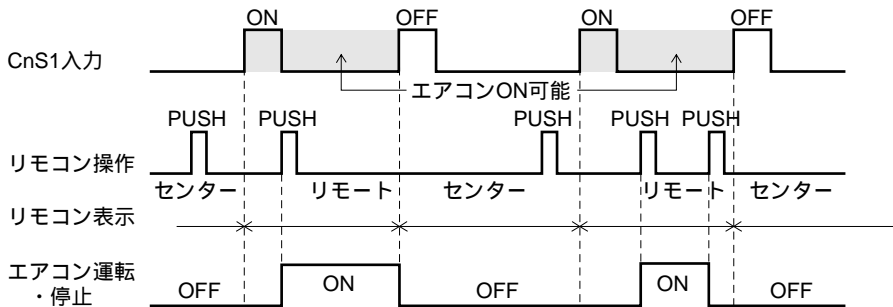 ON OFF ON OFF
CnS1入力
エアコンON可能
PUSH PUSH PUSH PUSH PUSH
リモコン操作
センター リモート センター リモート センター
リモコン表示
エアコン運転
・停止
OFF ON OFF ON OFF